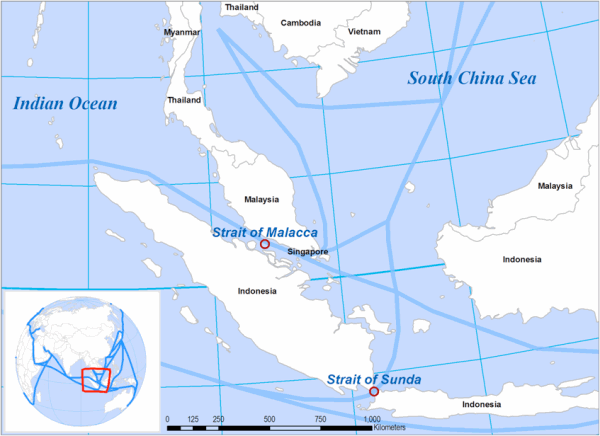 Thailand
Cambodia
Myanmar
Vietnam
South China Sea
Indian Ocean
Thailand
Malaysia
Malaysia
Strait of Malacca
Singapore
Indonesia
Indonesia
Strait of Sunda
Indonesia
0 125 250 500 750 1,000
Kilometers